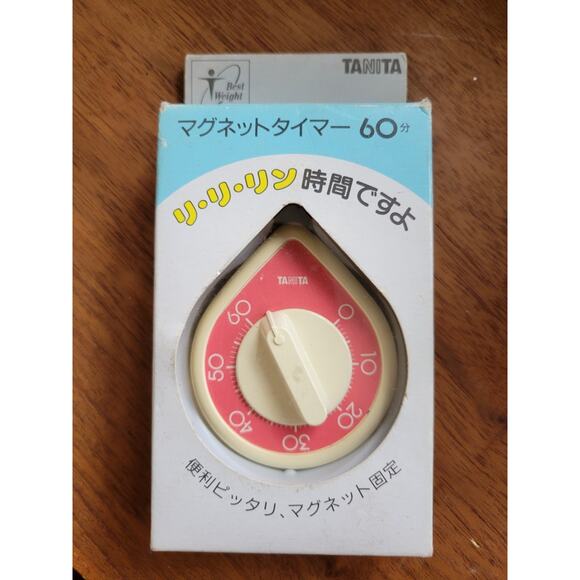 Best
Weight
TANITA
マグネットタイマー 60分
リ・リ・リン 時間ですよ
TANITA
0
10
20
30
40
50
60
便利ピッタリ、マグネット固定